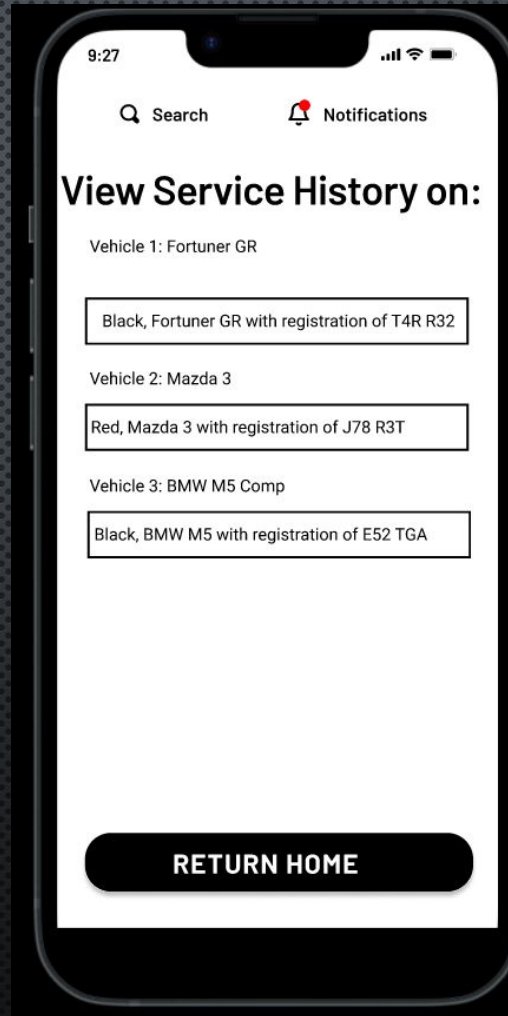 9:27
Search Notifications
View Service History on:
Vehicle 1: Fortuner GR
Black, Fortuner GR with registration of T4R R32
Vehicle 2: Mazda 3
Red, Mazda 3 with registration of J78 R3T
Vehicle 3: BMW M5 Comp
Black, BMW M5 with registration of E52 TGA
RETURN HOME